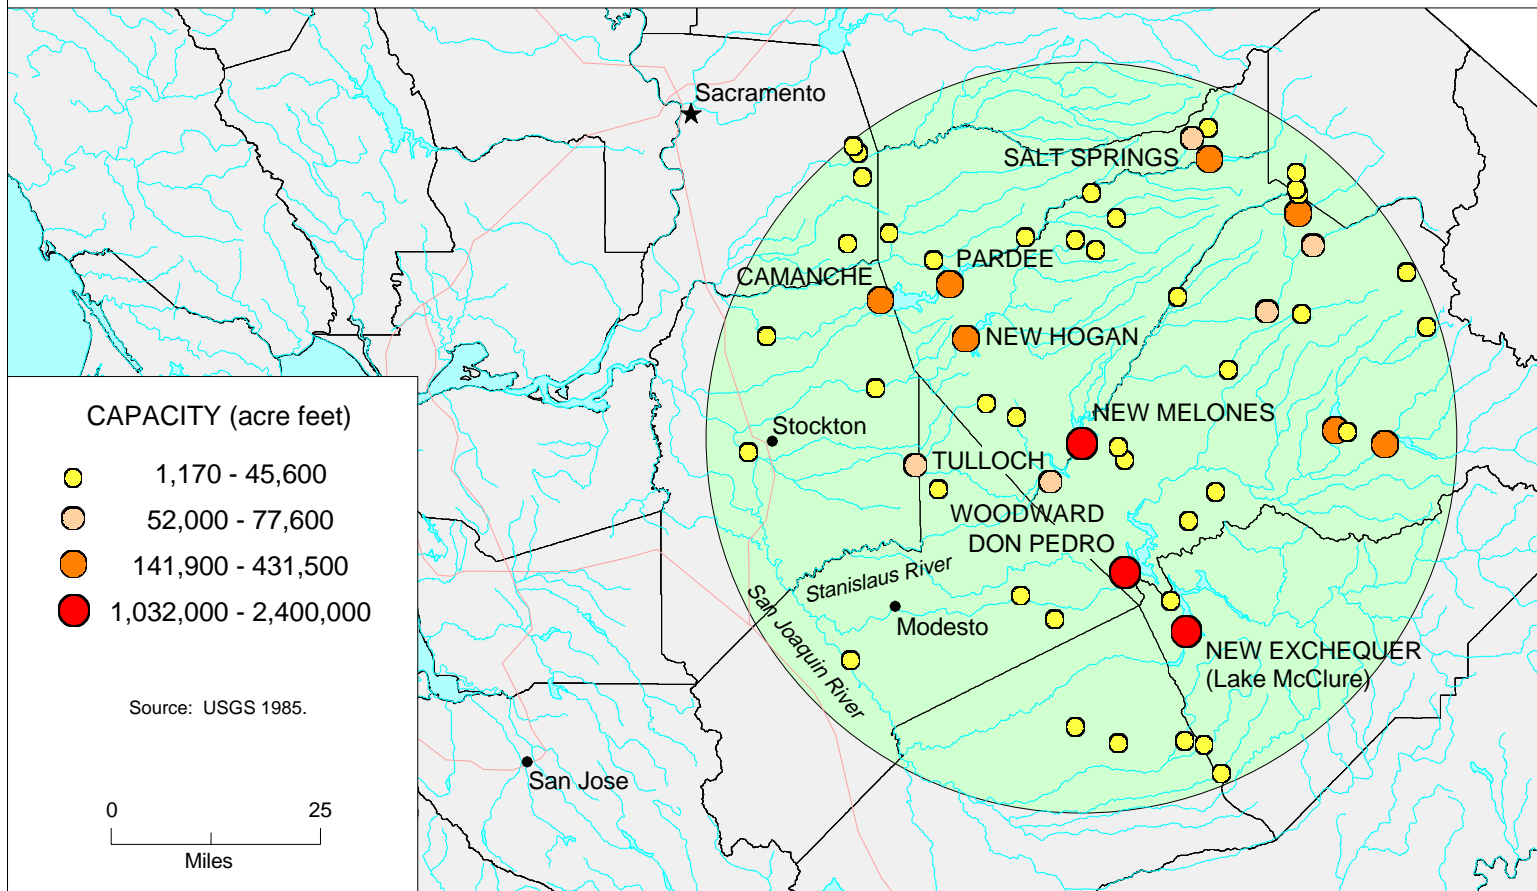 Sacramento
SALT SPRINGS
PARDEE
CAMANCHE
NEW HOGAN
NEW MELONES
Stockton
TULLOCH
WOODWARD
DON PEDRO
Stanislaus River
San Joaquin River
Modesto
NEW EXCHEQUER
(Lake McClure)
San Jose
CAPACITY (acre feet)
1,170 - 45,600
52,000 - 77,600
141,900 - 431,500
1,032,000 - 2,400,000
Source: USGS 1985.
0 25
Miles